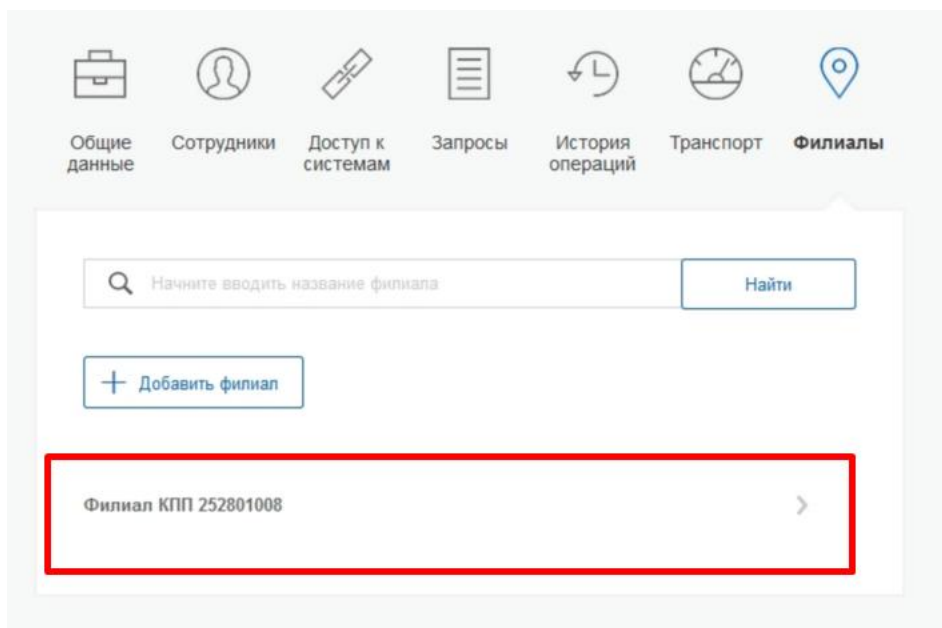 Общие данные
Сотрудники
Доступ к системам
Запросы
История операций
Транспорт
Филиалы
Начните вводить название филиала
Найти
Добавить филиал
Филиал КПП 252801008